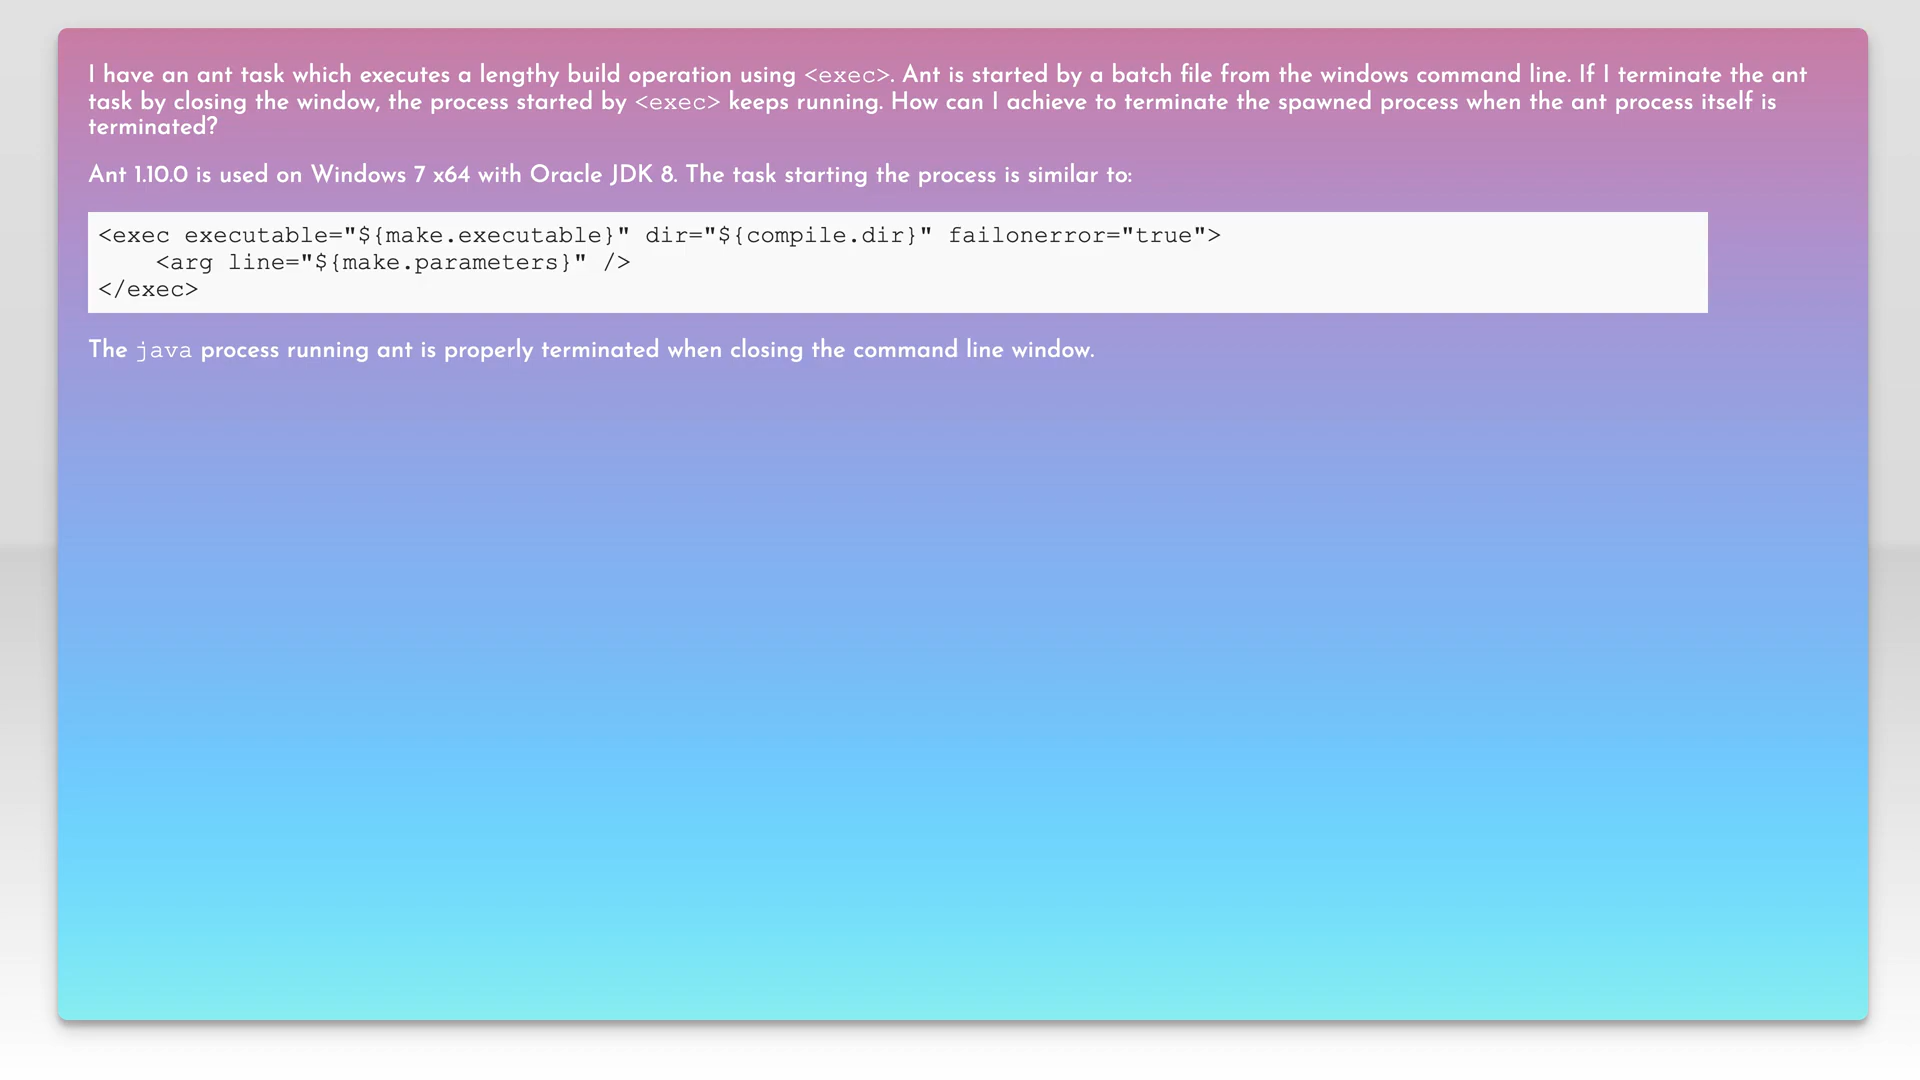 I have an ant task which executes a lengthy build operation using <exec>. Ant is started by a batch file from the windows command line. If I terminate the ant
task by closing the window, the process started by <exec> keeps running. How can I achieve to terminate the spawned process when the ant process itself is
terminated?
Ant 1.10.0 is used on Windows 7 x64 with Oracle JDK 8. The task starting the process is similar to:
<exec executable="${make.executable}" dir="${compile.dir}" failonerror="true">
    <arg line="${make.parameters}" />
</exec>
The java process running ant is properly terminated when closing the command line window.